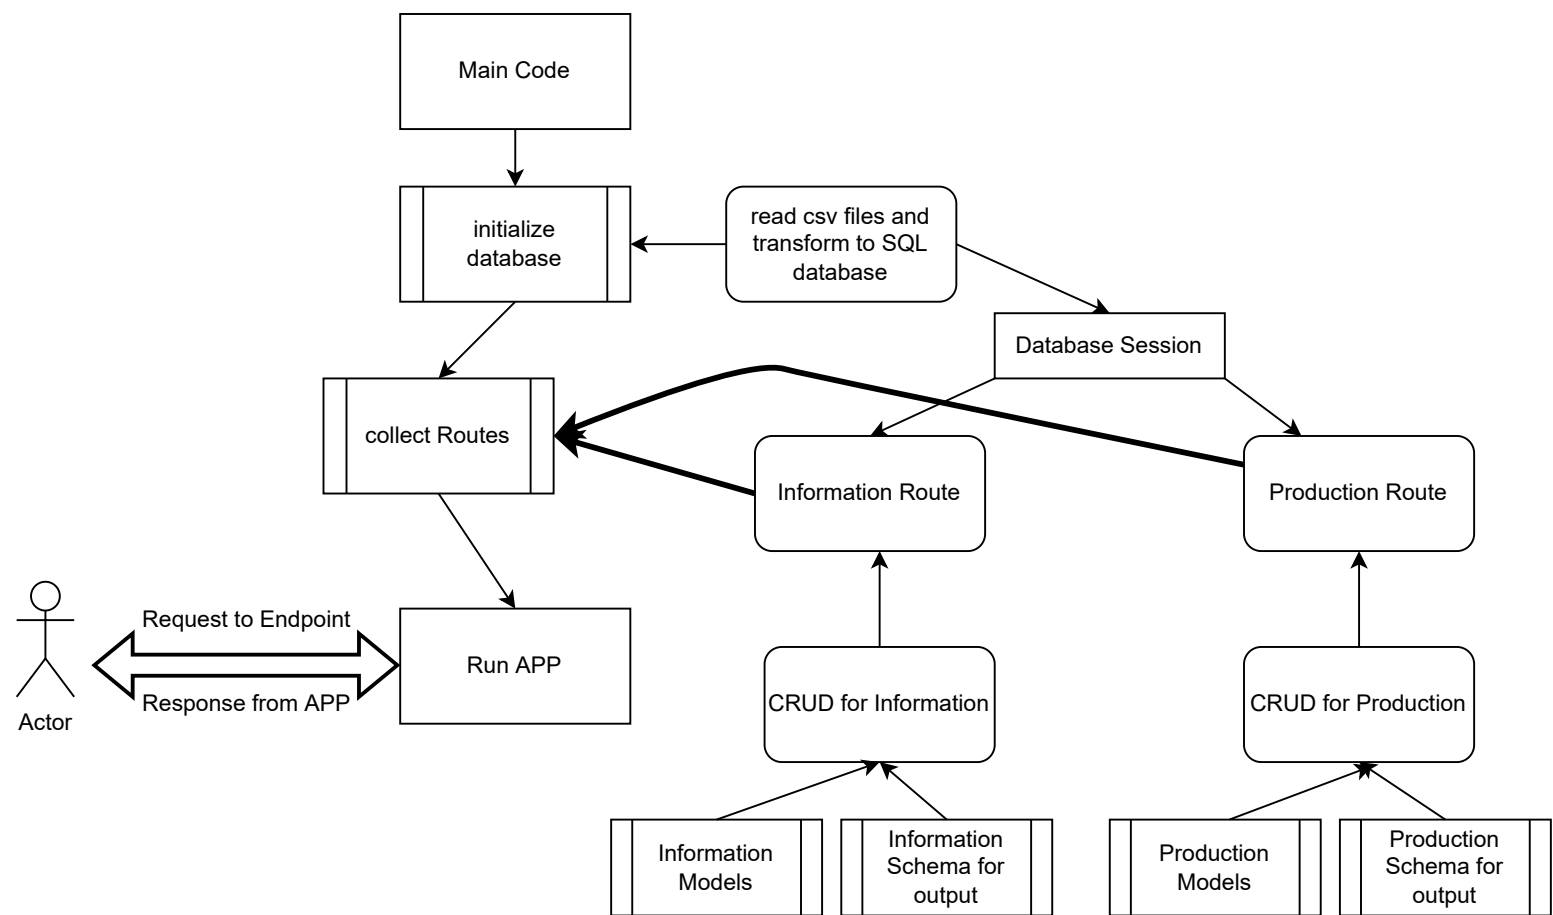 Main Code
initialize
database
read csv files and
transform to SQL
database
Database Session
collect Routes
Information Route
Production Route
Request to Endpoint
Run APP
Response from APP
Actor
CRUD for Information
CRUD for Production
Information
Models
Information
Schema for
output
Production
Models
Production
Schema for
output